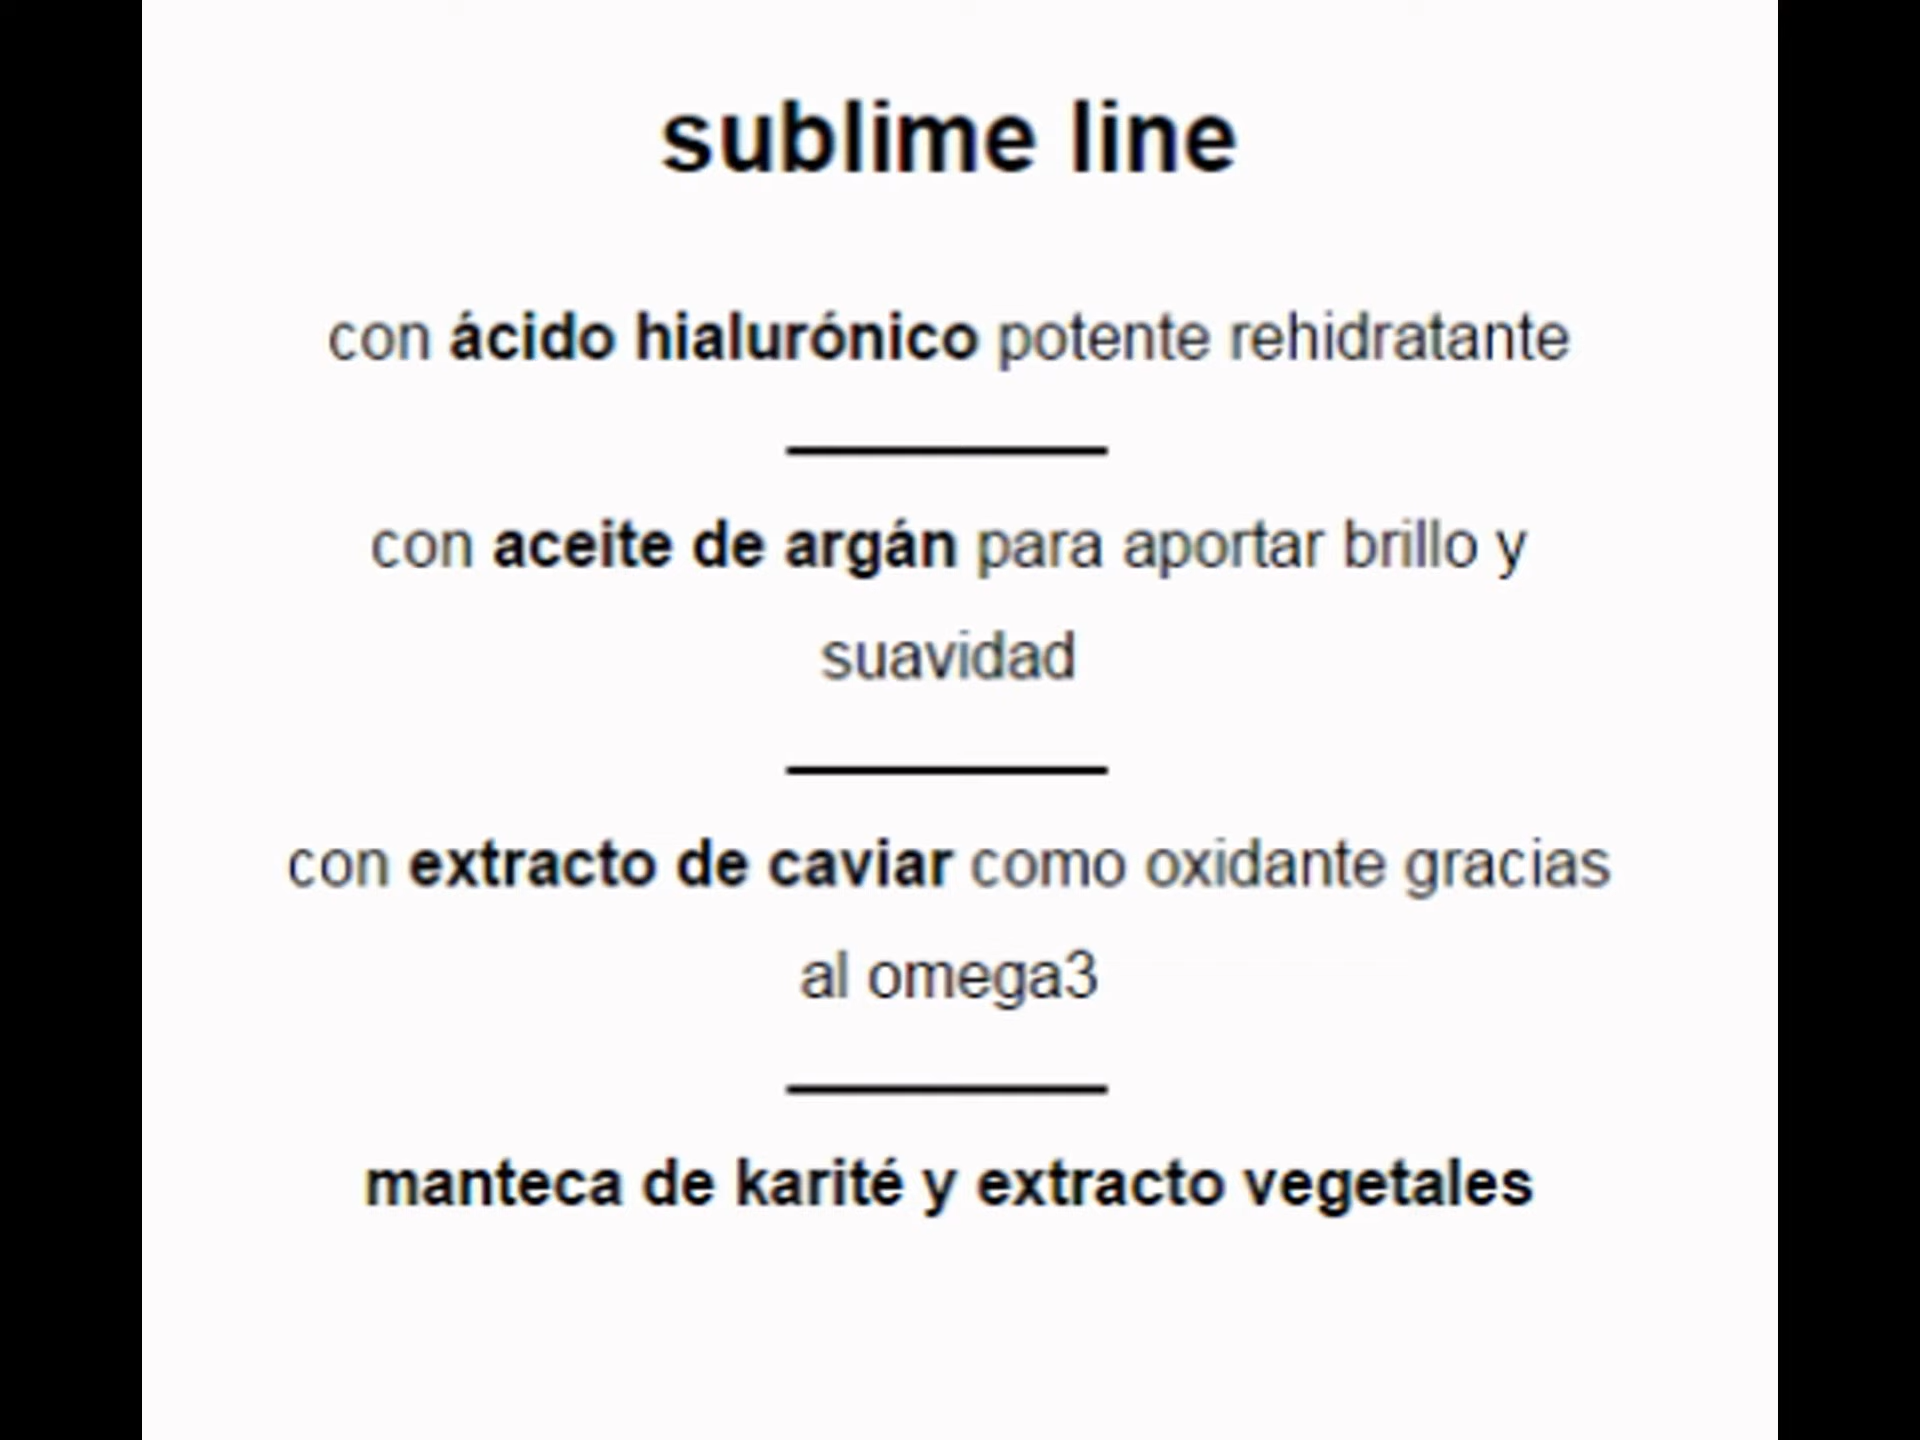 sublime line
con ácido hialurónico potente rehidratante
con aceite de argán para aportar brillo y
suavidad
con extracto de caviar como oxidante gracias
al omega3
manteca de karité y extracto vegetales